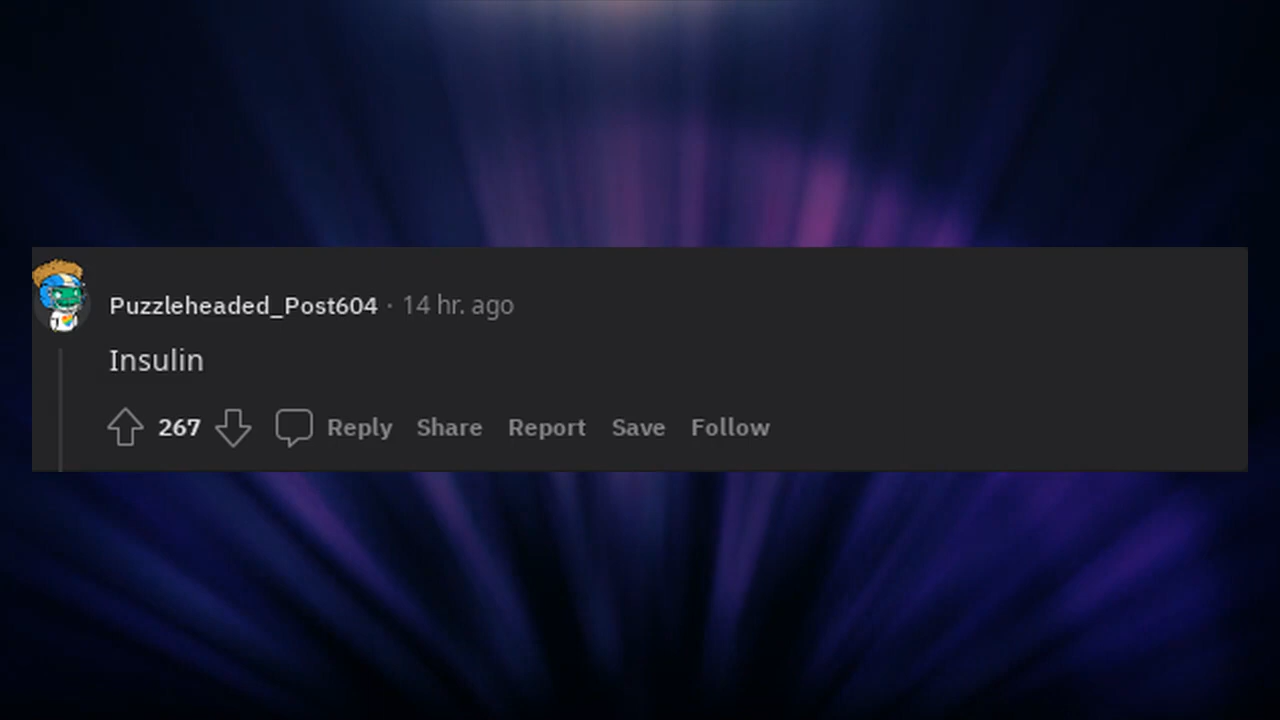 Puzzleheaded_Post604 · 14 hr. ago
Insulin
267 Reply Share Report Save Follow